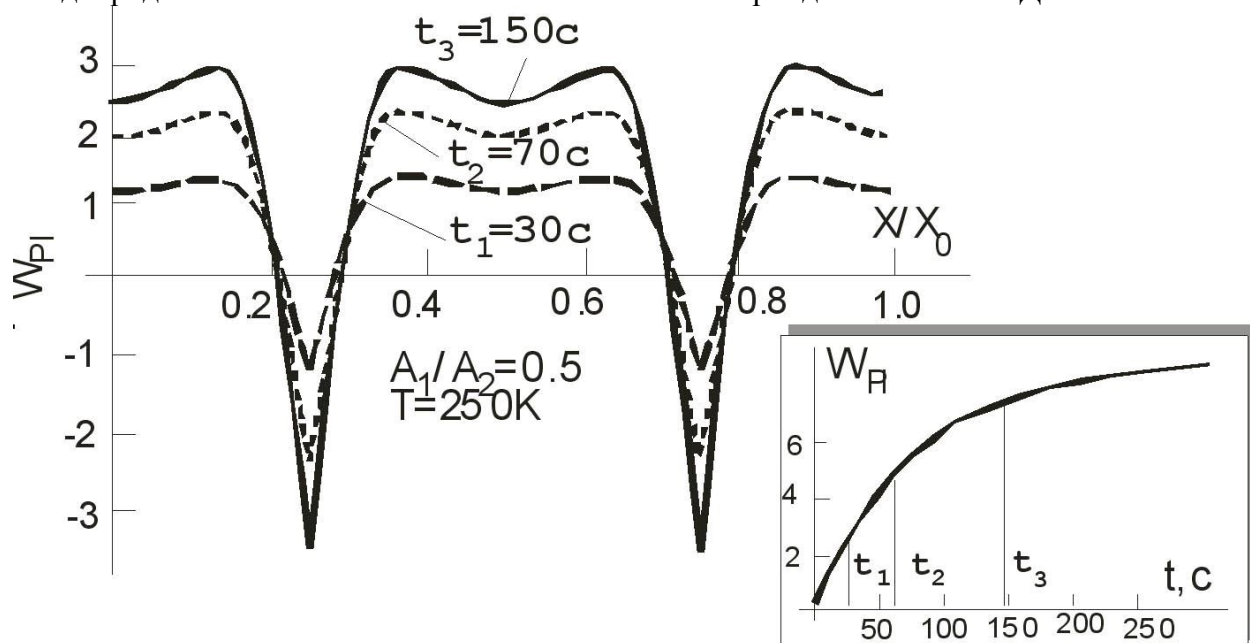 t₃=150c
3
2
t₂=70c
1
t₁=30c
X/X₀
W_PI
0.2 0.4 0.6 0.8 1.0
-1
A₁/A₂=0.5
T=250K
-2
-3
W_PI
6
4
2
t₁ t₂ t₃ t, c
50 100 150 200 250